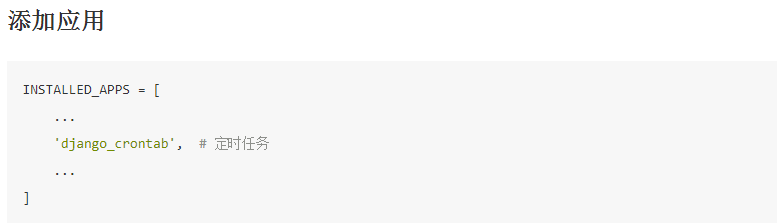 添加应用
INSTALLED_APPS = [
...
'django_crontab',  # 定时任务
...
]